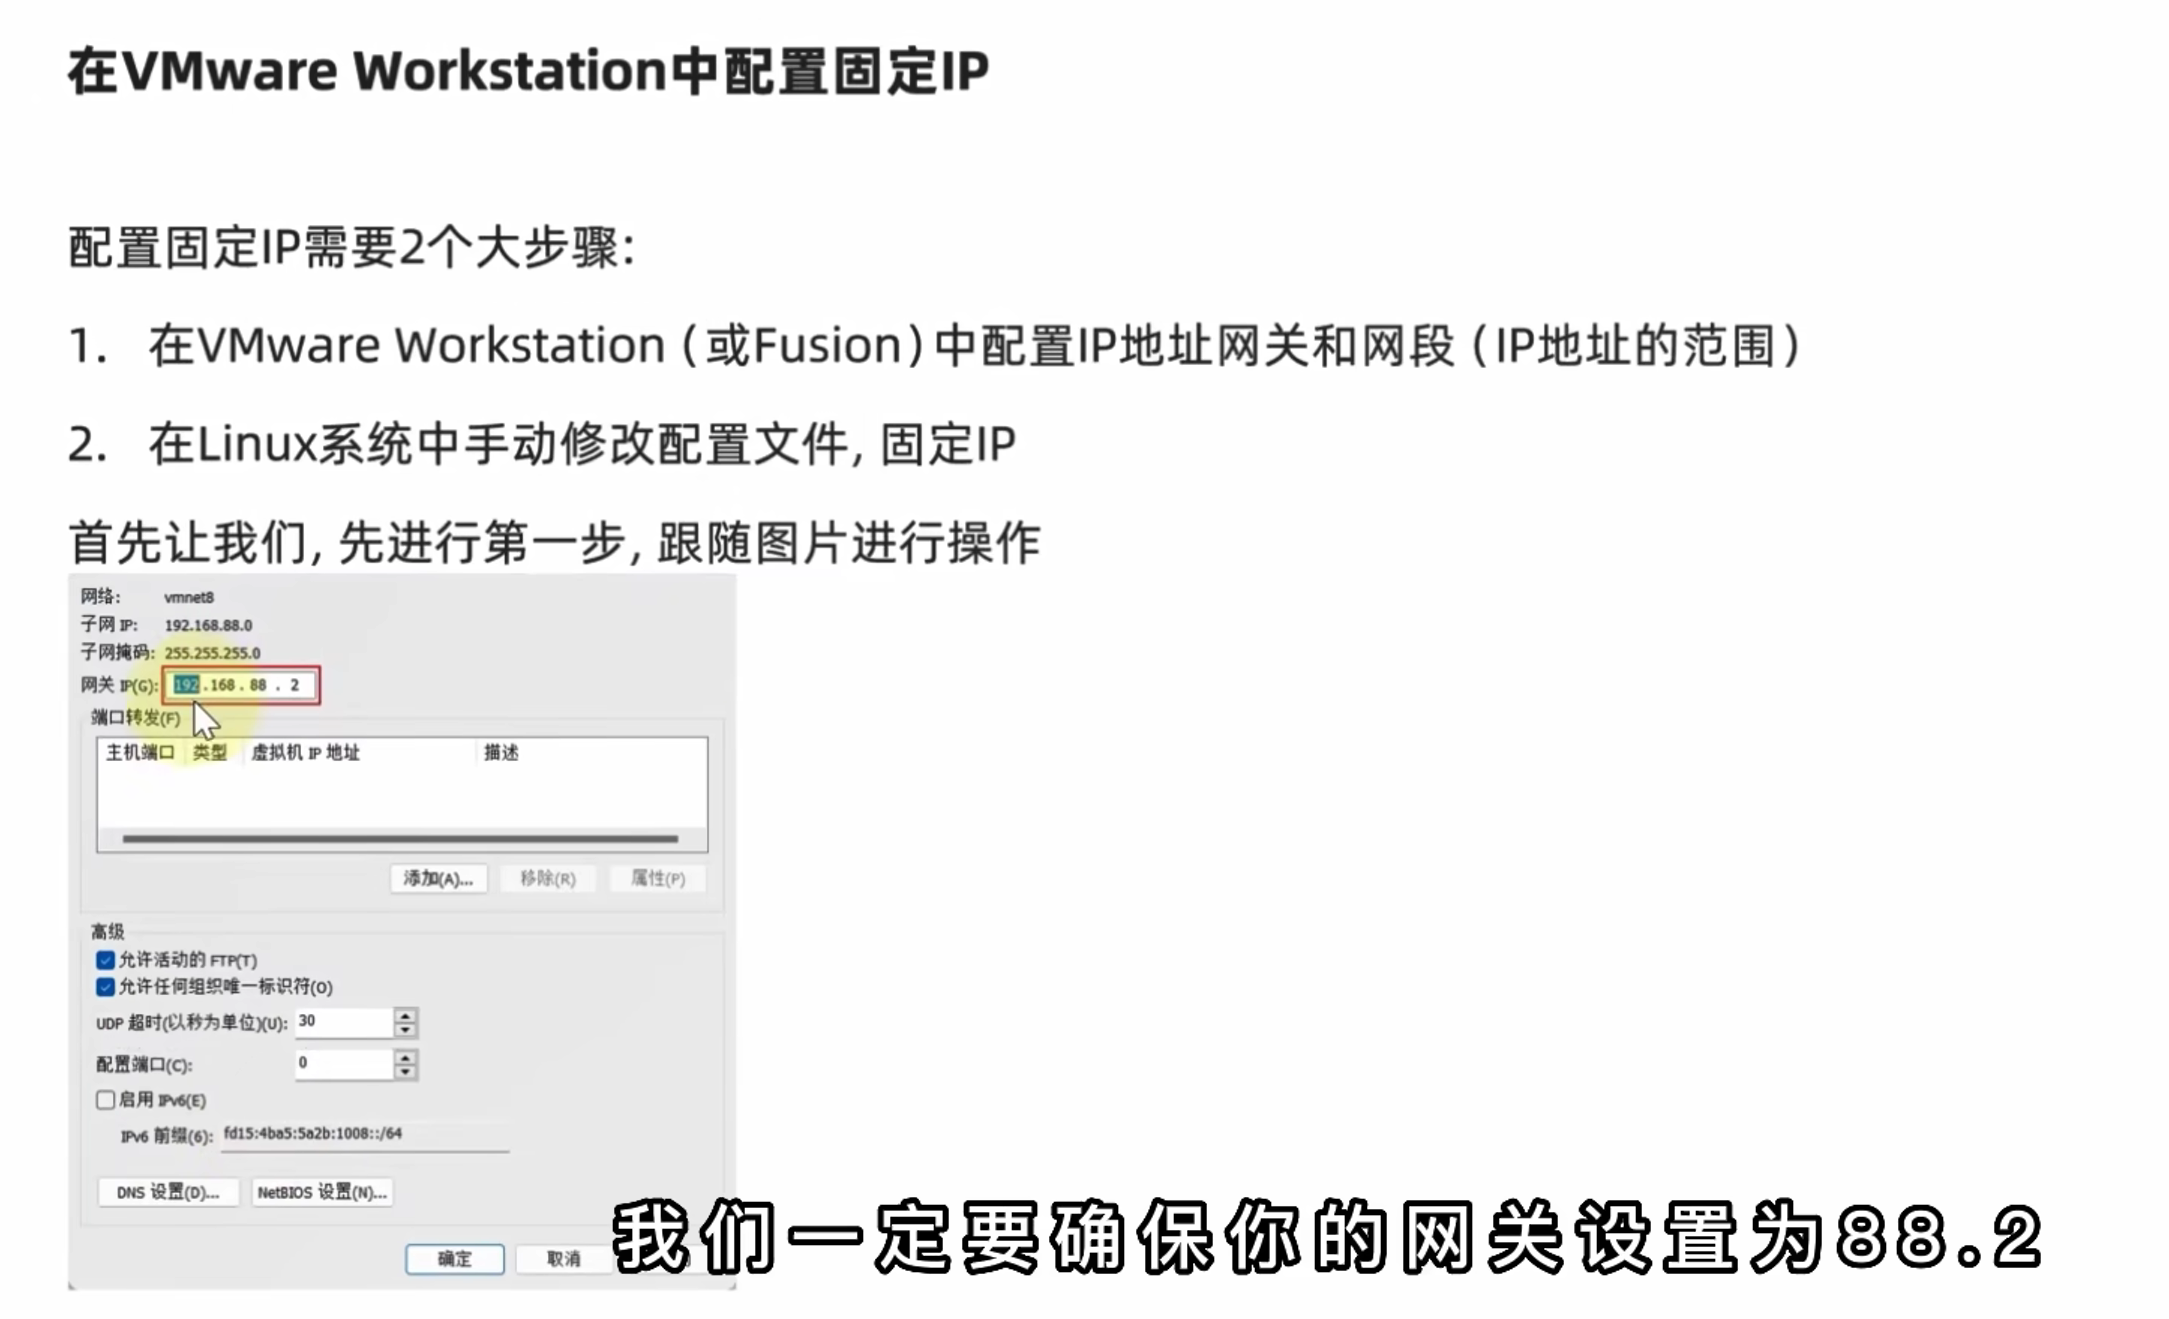 在VMware Workstation中配置固定IP
配置固定IP需要2个大步骤:
1. 在VMware Workstation(或Fusion)中配置IP地址网关和网段(IP地址的范围)
2. 在Linux系统中手动修改配置文件,固定IP
首先让我们,先进行第一步,跟随图片进行操作
网络: vmnet8
子网 IP: 192.168.88.0
子网掩码: 255.255.255.0
网关 IP(G): 192 . 168 . 88 . 2
端口转发(F)
主机端口 类型 虚拟机 IP 地址 描述
添加(A)... 移除(R) 属性(P)
高级
允许活动的 FTP(T)
允许任何组织唯一标识符(O)
UDP 超时(以秒为单位)(U): 30
配置端口(C): 0
启用 IPv6(E)
IPv6 前缀(6): fd15:4ba5:5a2b:1008::/64
DNS 设置(D)... NetBIOS 设置(N)...
确定 取消
我们一定要确保你的网关设置为88.2